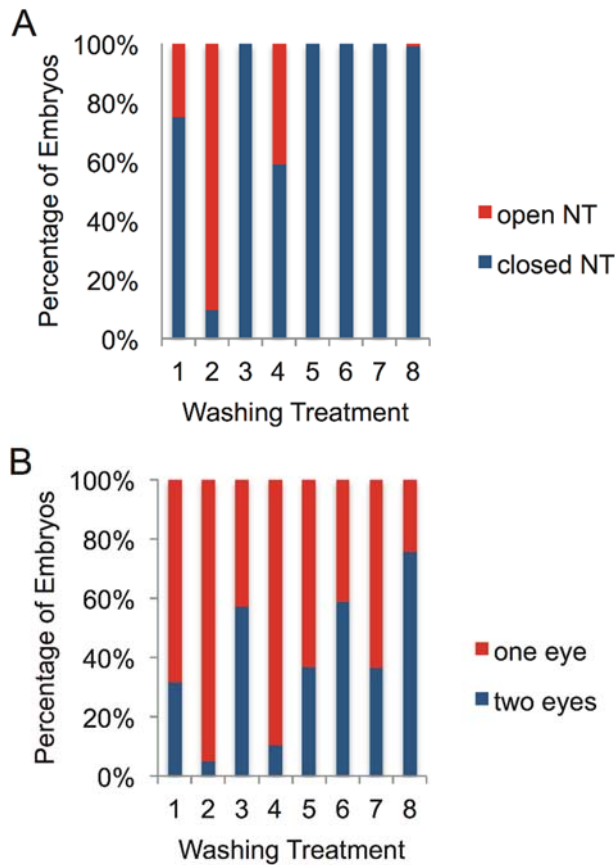 A
100%
80%
60%
40%
20%
0%
Percentage of Embryos
1 2 3 4 5 6 7 8
Washing Treatment
open NT
closed NT
B
100%
80%
60%
40%
20%
0%
Percentage of Embryos
1 2 3 4 5 6 7 8
Washing Treatment
one eye
two eyes